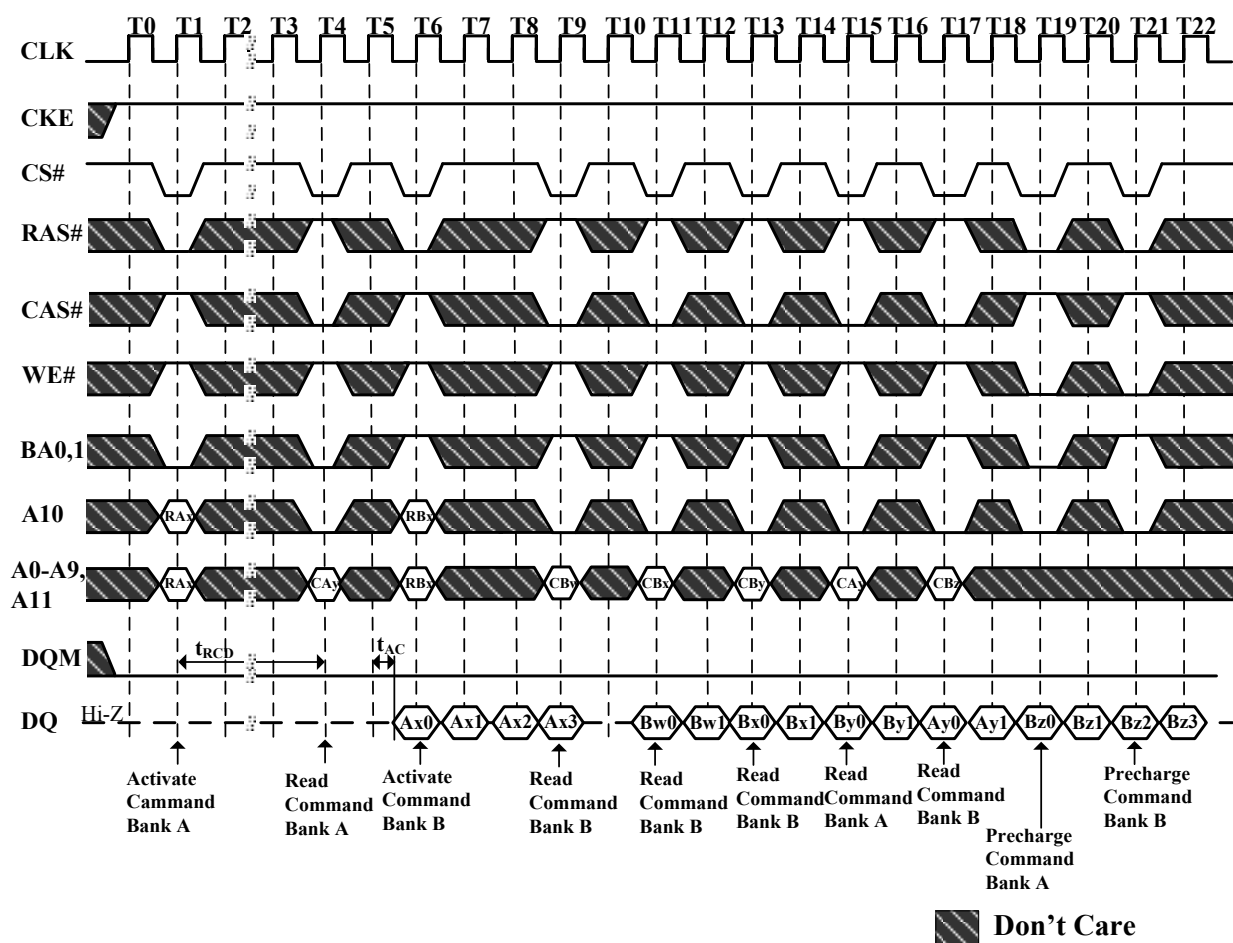 T0 T1 T2 T3 T4 T5 T6 T7 T8 T9 T10 T11 T12 T13 T14 T15 T16 T17 T18 T19 T20 T21 T22
CLK
CKE
CS#
RAS#
CAS#
WE#
BA0,1
A10 RAx RBx
A0-A9,
A11
RAx CAy RBx CBw CBx CBy CAy CBz
DQM tRCD tAC
DQ Hi-Z Ax0 Ax1 Ax2 Ax3 Bw0 Bw1 Bx0 Bx1 By0 By1 Ay0 Ay1 Bz0 Bz1 Bz2 Bz3
Activate
Cammand
Bank A
Read
Command
Bank A
Activate
Command
Bank B
Read
Command
Bank B
Read
Command
Bank B
Read
Command
Bank B
Read
Command
Bank A
Read
Command
Bank B
Precharge
Command
Bank A
Precharge
Command
Bank B
Don't Care